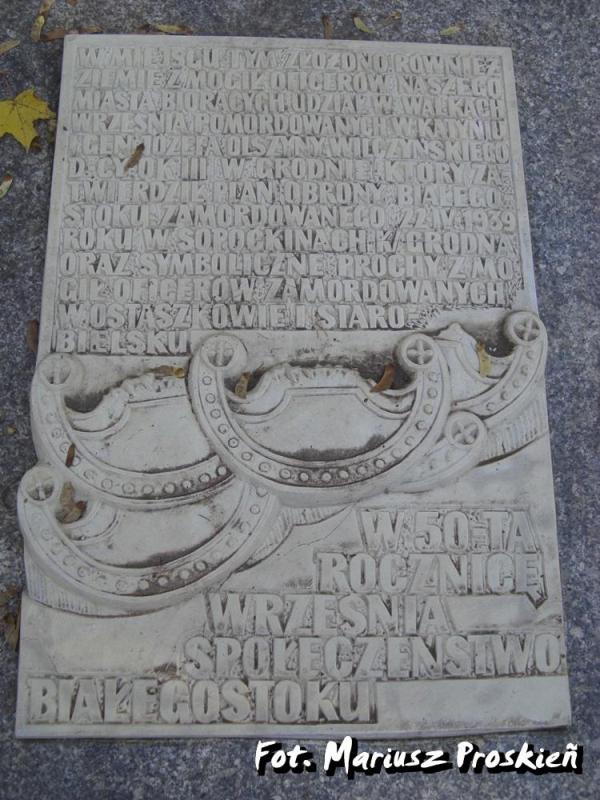 W MIEJSCU TYM ZŁOŻONO RÓWNIEŻ
ZIEMIĘ Z MOGIŁ OFICERÓW NASZEGO
MIASTA BIORĄCYCH UDZIAŁ W WALKACH
WRZEŚNIA POMORDOWANYCH W KATYNIU
I GEN. JÓZEFA OLSZYNY WILCZYŃSKIEGO
D-CY OK III W GRODNIE KTÓRY ZA-
TWIERDZIŁ PLAN OBRONY BIAŁEGO-
STOKU ZAMORDOWANEGO 22 IX 1939
ROKU W SOPOĆKINACH K/GRODNA
ORAZ SYMBOLICZNE PROCHY Z MO-
GIŁ OFICERÓW ZAMORDOWANYCH
W OSTASZKOWIE I STARO-
BIELSKU
W 50-TĄ
ROCZNICĘ
WRZEŚNIA
SPOŁECZEŃSTWO
BIAŁEGOSTOKU
Fot. Mariusz Proskień